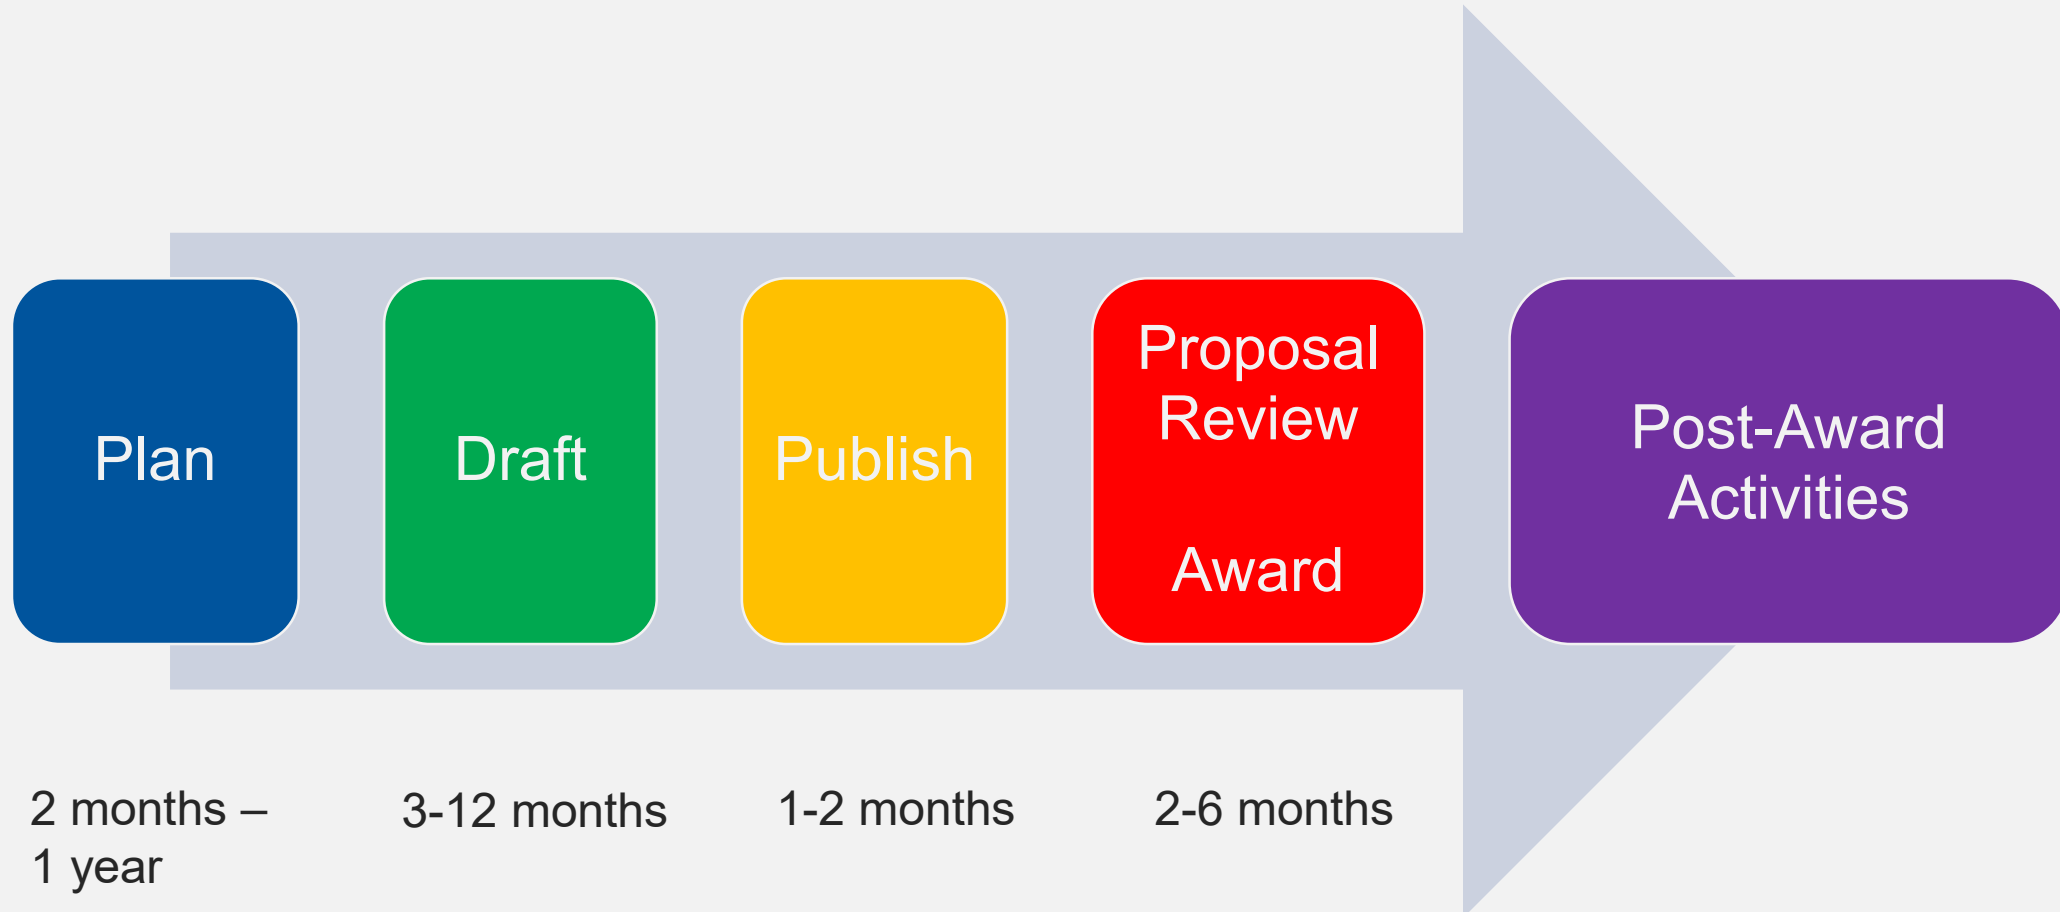 Plan
Draft
Publish
Proposal
Review
Award
Post-Award
Activities
2 months –
1 year
3-12 months
1-2 months
2-6 months